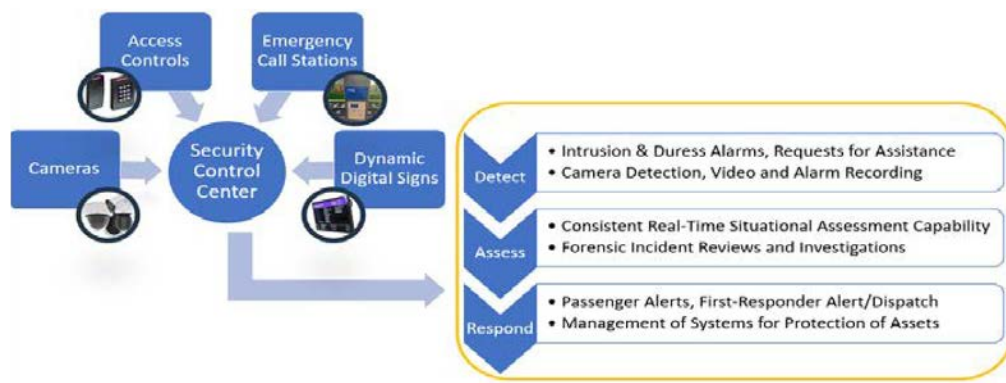 Access
Controls
Emergency
Call Stations
Cameras
Security
Control
Center
Dynamic
Digital Signs
Detect
• Intrusion & Duress Alarms, Requests for Assistance
• Camera Detection, Video and Alarm Recording
Assess
• Consistent Real-Time Situational Assessment Capability
• Forensic Incident Reviews and Investigations
Respond
• Passenger Alerts, First-Responder Alert/Dispatch
• Management of Systems for Protection of Assets